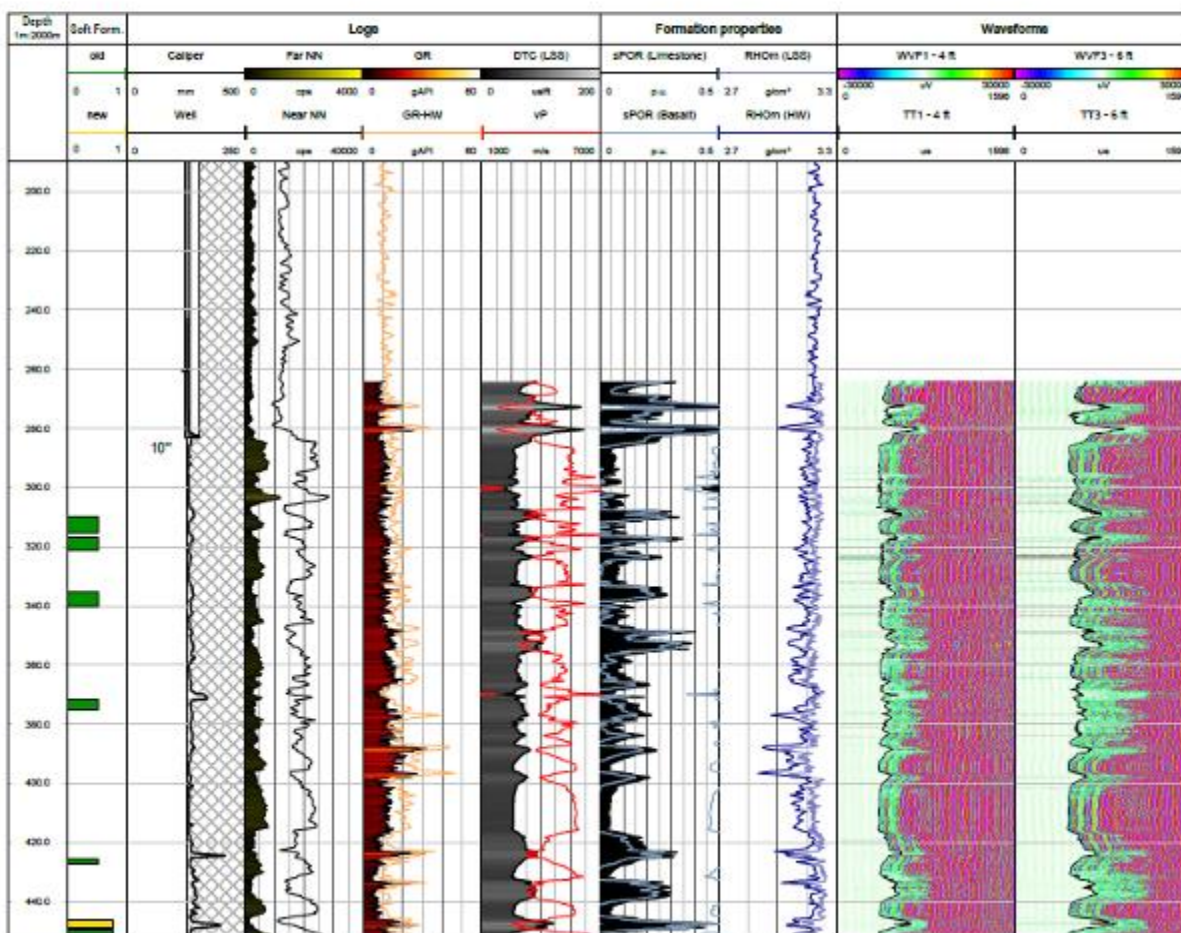 Depth Soft Form. Logs Formation properties Waveforms
1m:2000m
old Caliper Far NN GR DTC (LSS) sPOR (Limestone) RHOm (LSS) WVF1 - 4 ft WVF3 - 6 ft
0 1 0 mm 500 0 cps 4000 0 gAPI 60 0 us/ft 200 0 p.u. 0.5 2.7 g/cm³ 3.3 -30000 uV 30000 -30000 uV
0 1596 0
new Well Near NN GR-HW vP sPOR (Basalt) RHOm (HW) TT1 - 4 ft TT3 - 6 ft
0 1 0 250 0 cps 40000 0 gAPI 60 1000 m/s 7000 0 p.u. 0.5 2.7 g/cm³ 3.3 0 us 1596 0 us
200.0
220.0
240.0
260.0
280.0
10"
300.0
320.0
340.0
360.0
380.0
400.0
420.0
440.0